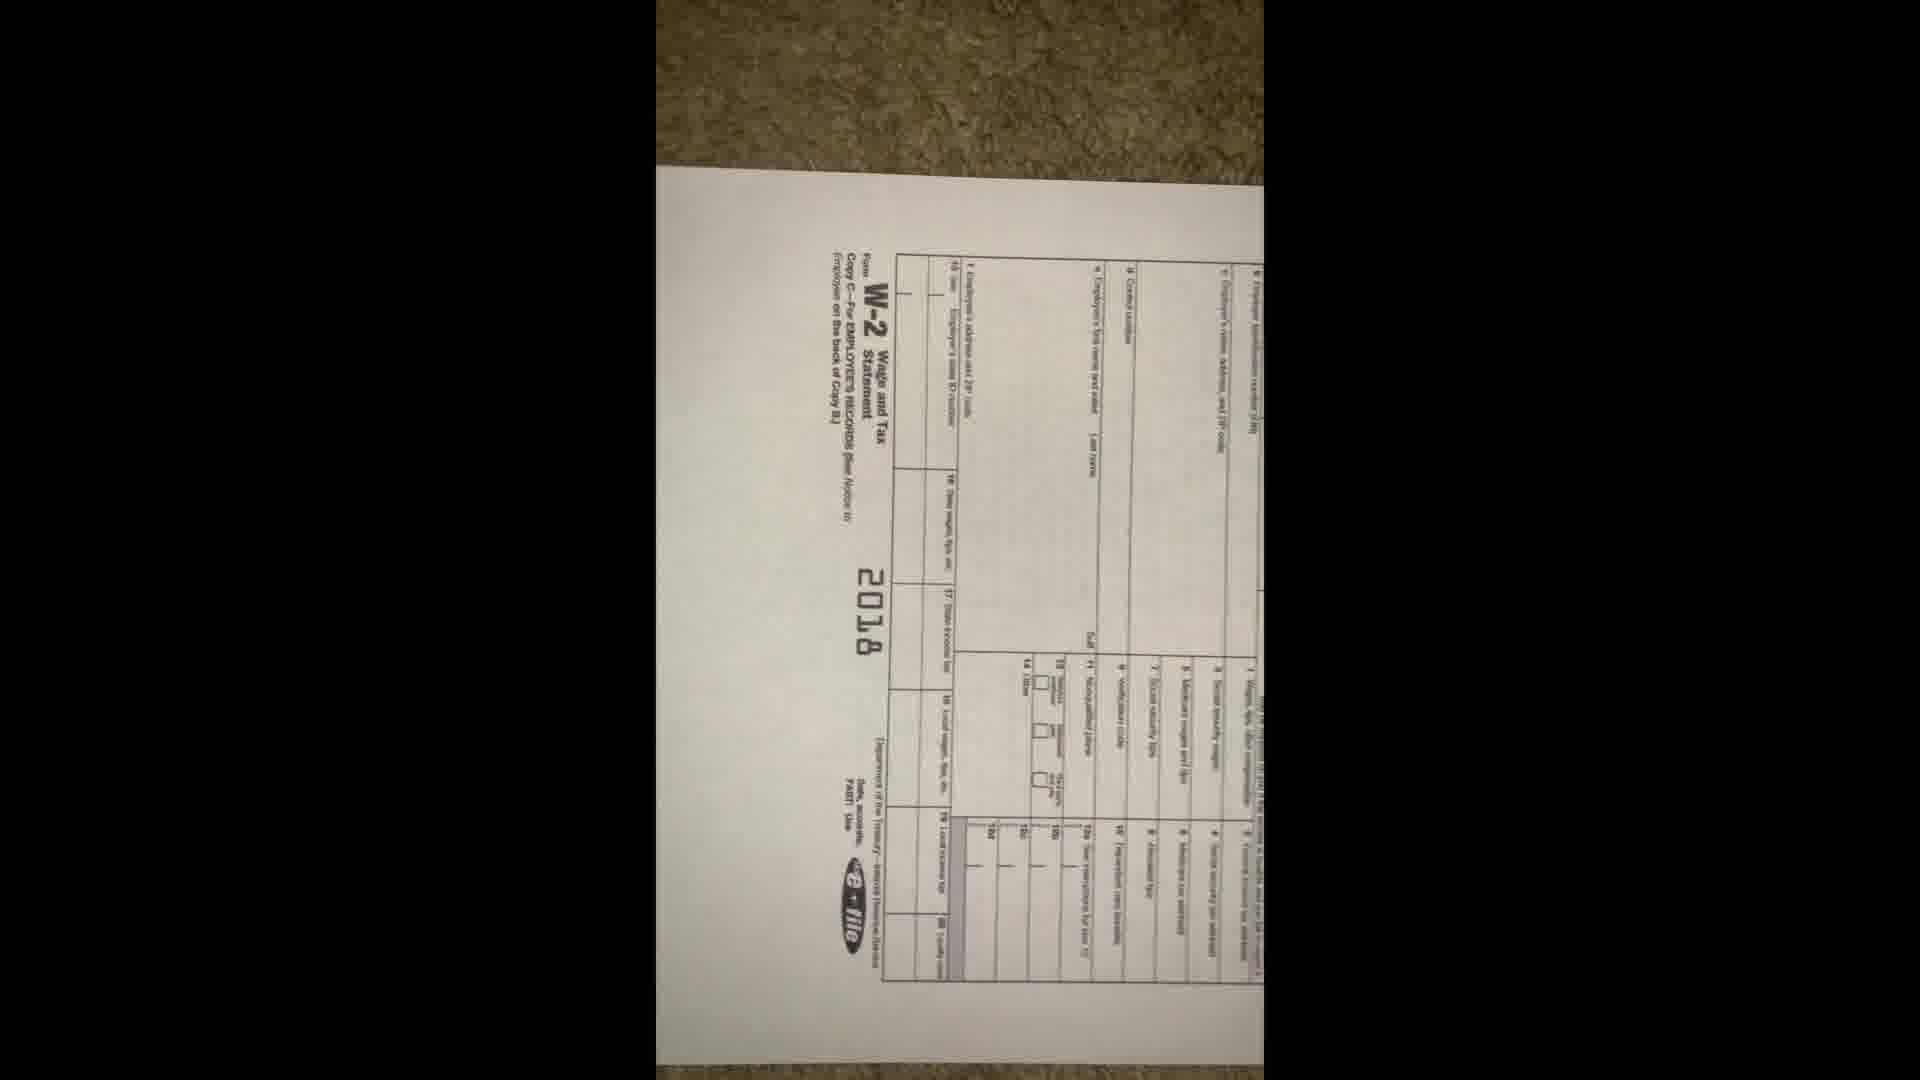 b Employer identification number (EIN)
1 Wages, tips, other compensation
2 Federal income tax withheld
c Employer's name, address, and ZIP code
3 Social security wages
4 Social security tax withheld
5 Medicare wages and tips
6 Medicare tax withheld
7 Social security tips
8 Allocated tips
d Control number
9 Verification code
10 Dependent care benefits
e Employee's first name and initial Last name Suff.
11 Nonqualified plans
12a See instructions for box 12
13 Statutory employee Retirement plan Third-party sick pay
12b
14 Other
12c
12d
f Employee's address and ZIP code
15 State Employer's state ID number
16 State wages, tips, etc.
17 State income tax
18 Local wages, tips, etc.
19 Local income tax
20 Locality name
Form W-2 Wage and Tax Statement
2018
Department of the Treasury—Internal Revenue Service
Copy C—For EMPLOYEE'S RECORDS (See Notice to
Employee on the back of Copy B.)
Safe, accurate,
FAST! Use
e-file